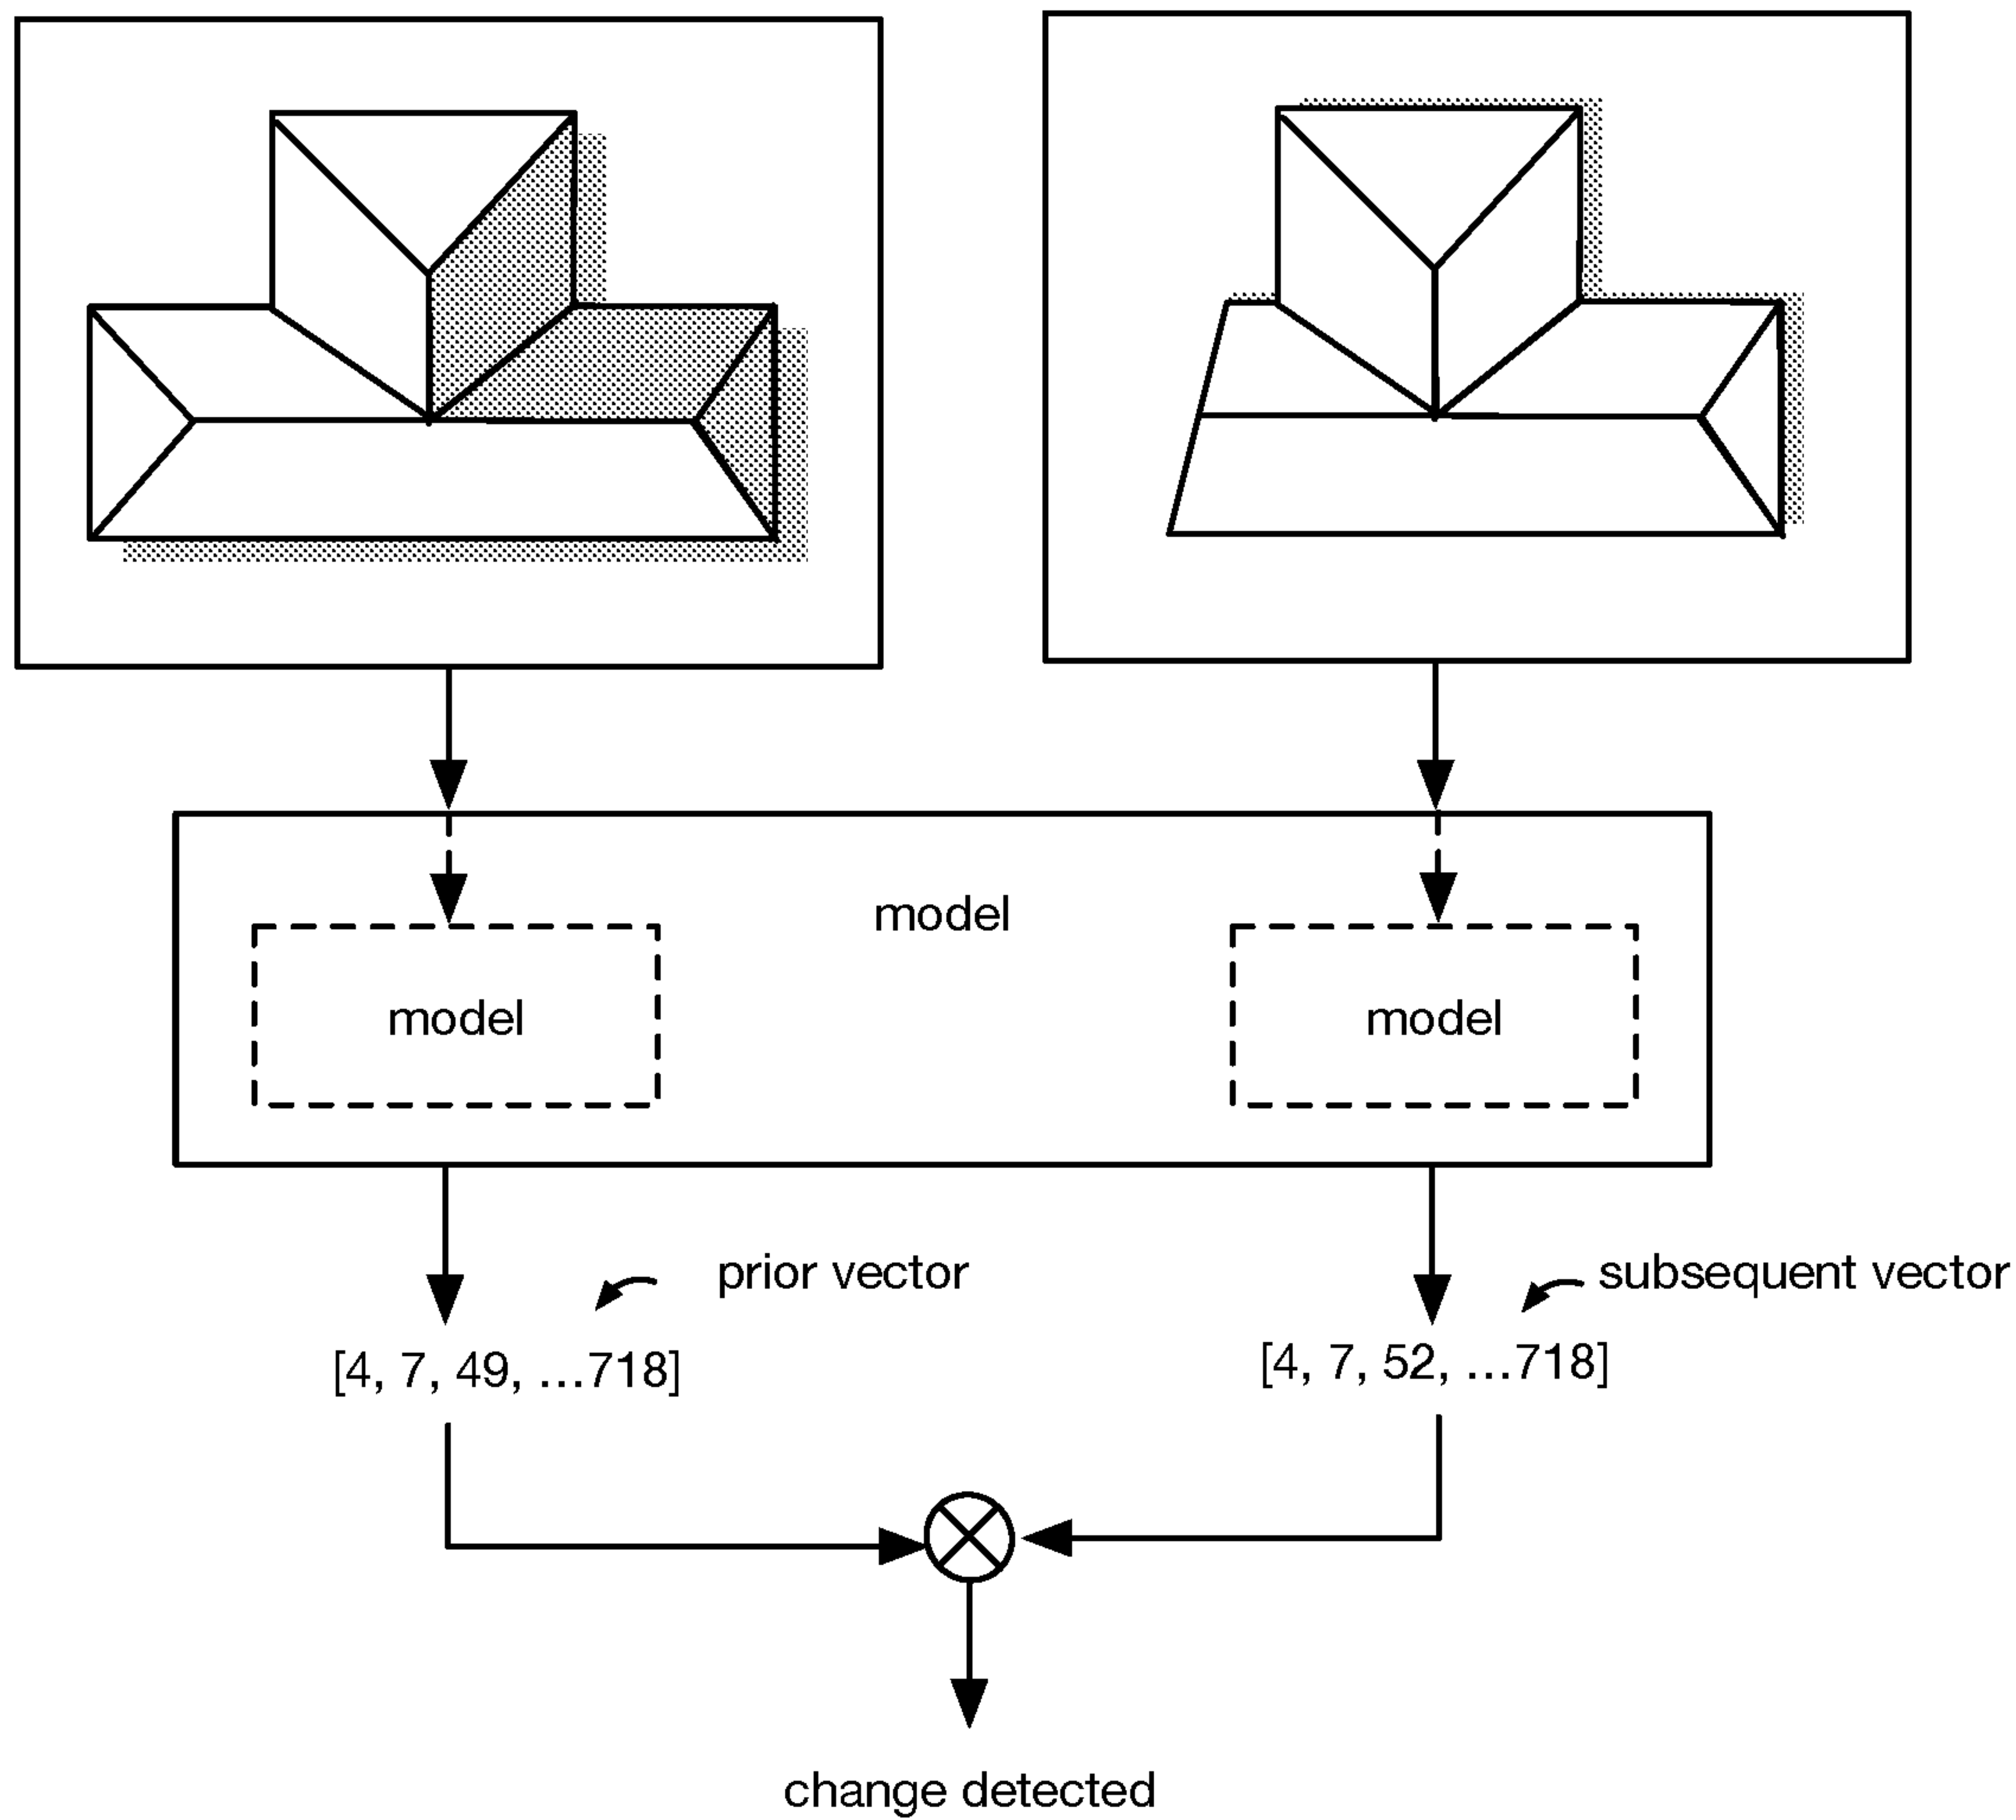 model
model
model
prior vector
subsequent vector
[4, 7, 49, ...718]
[4, 7, 52, ...718]
change detected